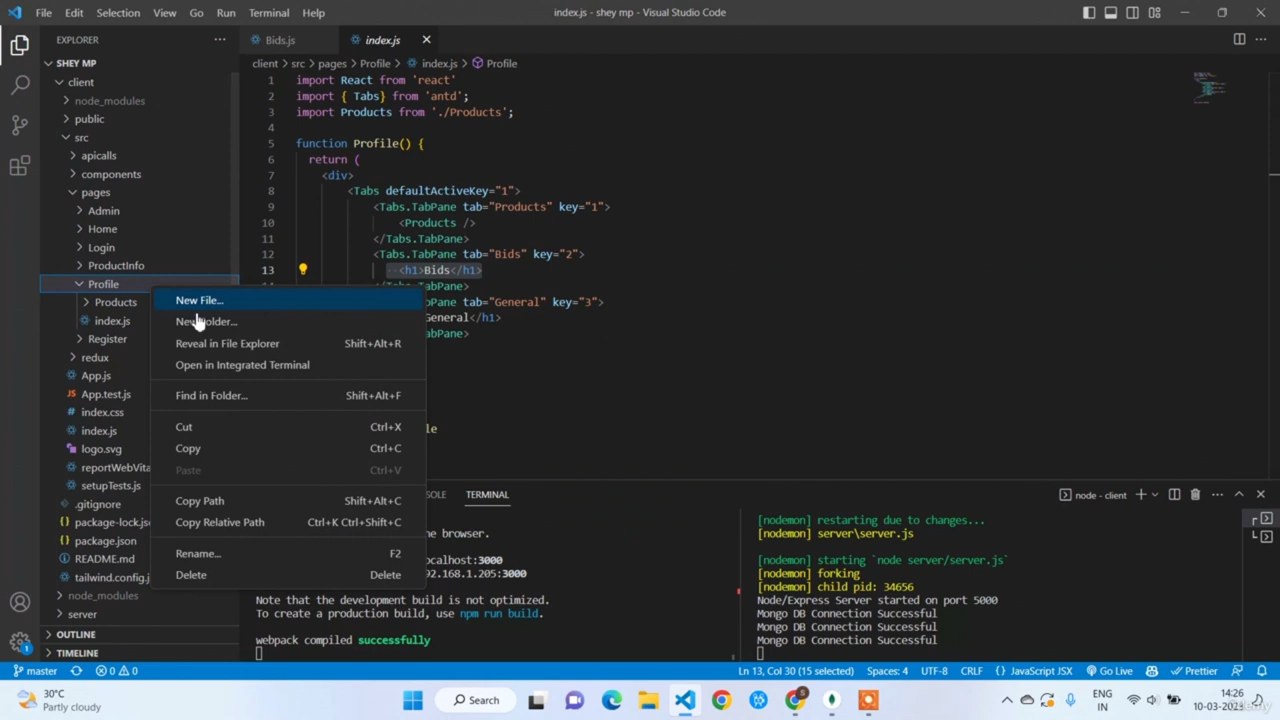 File Edit Selection View Go Run Terminal Help
index.js - shey mp - Visual Studio Code
EXPLORER
SHEY MP
client
node_modules
public
src
apicalls
components
pages
Admin
Home
Login
ProductInfo
Profile
Products
index.js
Register
redux
App.js
App.test.js
index.css
index.js
logo.svg
reportWebVita
setupTests.js
.gitignore
package-lock.js
package.json
README.md
tailwind.config.j
node_modules
server
OUTLINE
TIMELINE
Bids.js
index.js
client > src > pages > Profile > index.js > Profile
1 import React from 'react'
2 import { Tabs} from 'antd';
3 import Products from './Products';
4
5 function Profile() {
6 return (
7 <div>
8 <Tabs defaultActiveKey="1">
9 <Tabs.TabPane tab="Products" key="1">
10 <Products />
11 </Tabs.TabPane>
12 <Tabs.TabPane tab="Bids" key="2">
13 <h1>Bids</h1>
</Tabs.TabPane>
tab="General" key="3">
General</h1>
New File...
New Folder...
Reveal in File Explorer Shift+Alt+R
Open in Integrated Terminal
Find in Folder... Shift+Alt+F
Cut Ctrl+X
Copy Ctrl+C
Paste Ctrl+V
Copy Path Shift+Alt+C
Copy Relative Path Ctrl+K Ctrl+Shift+C
Rename... F2
Delete Delete
TERMINAL
node - client
he browser.
ocalhost:3000
92.168.1.205:3000
Note that the development build is not optimized.
To create a production build, use npm run build.
webpack compiled successfully
[nodemon] restarting due to changes...
[nodemon] server\server.js
[nodemon] starting `node server/server.js`
[nodemon] forking
[nodemon] child pid: 34656
Node/Express Server started on port 5000
Mongo DB Connection Successful
Mongo DB Connection Successful
Mongo DB Connection Successful
master 0 0
Ln 13, Col 30 (15 selected) Spaces: 4 UTF-8 CRLF {} JavaScript JSX Go Live Prettier
30°C
Partly cloudy
Search
ENG
IN
14:26
10-03-2023